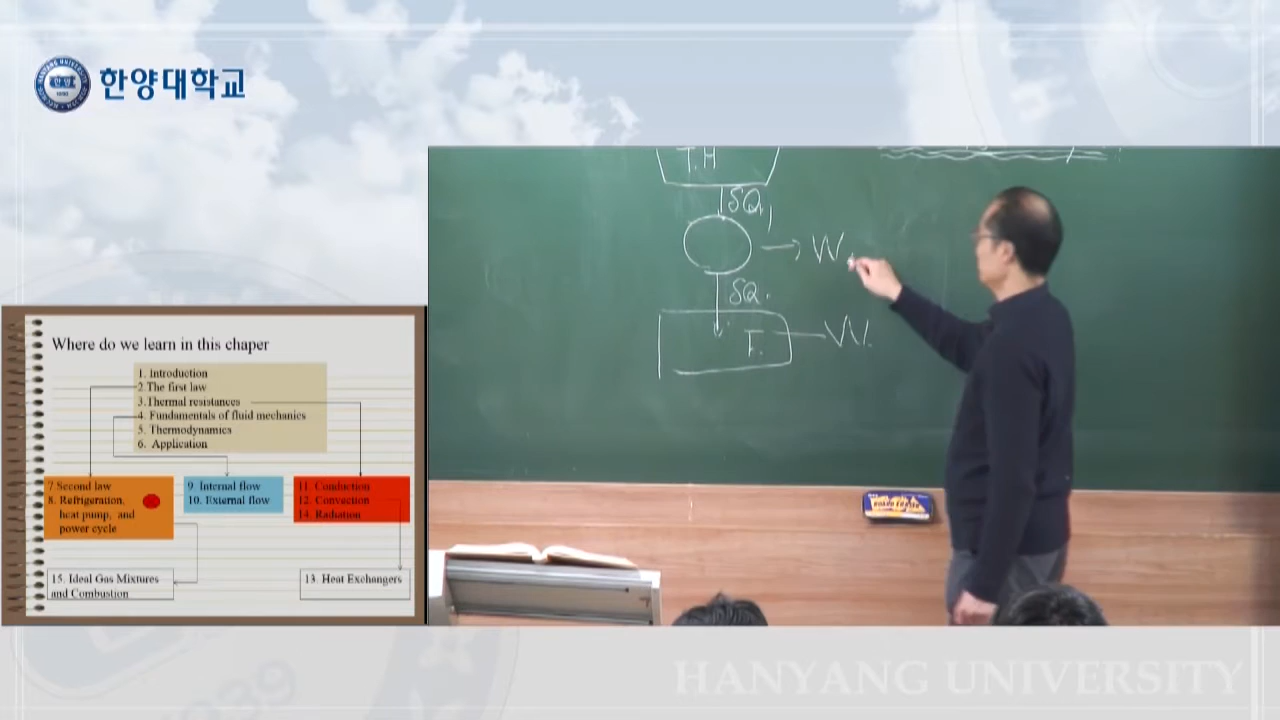 한양대학교
T.H
δQ,
→ W.
δQ.
F. W.
Where do we learn in this chaper
1. Introduction
2.The first law
3.Thermal resistances
4. Fundamentals of fluid mechanics
5. Thermodynamics
6. Application
7 Second law
8. Refrigeration,
heat pump, and
power cycle
9. Internal flow
10. External flow
11. Conduction
12. Convection
14. Radiation
15. Ideal Gas Mixtures
and Combustion
13. Heat Exchangers
HANYANG UNIVERSITY